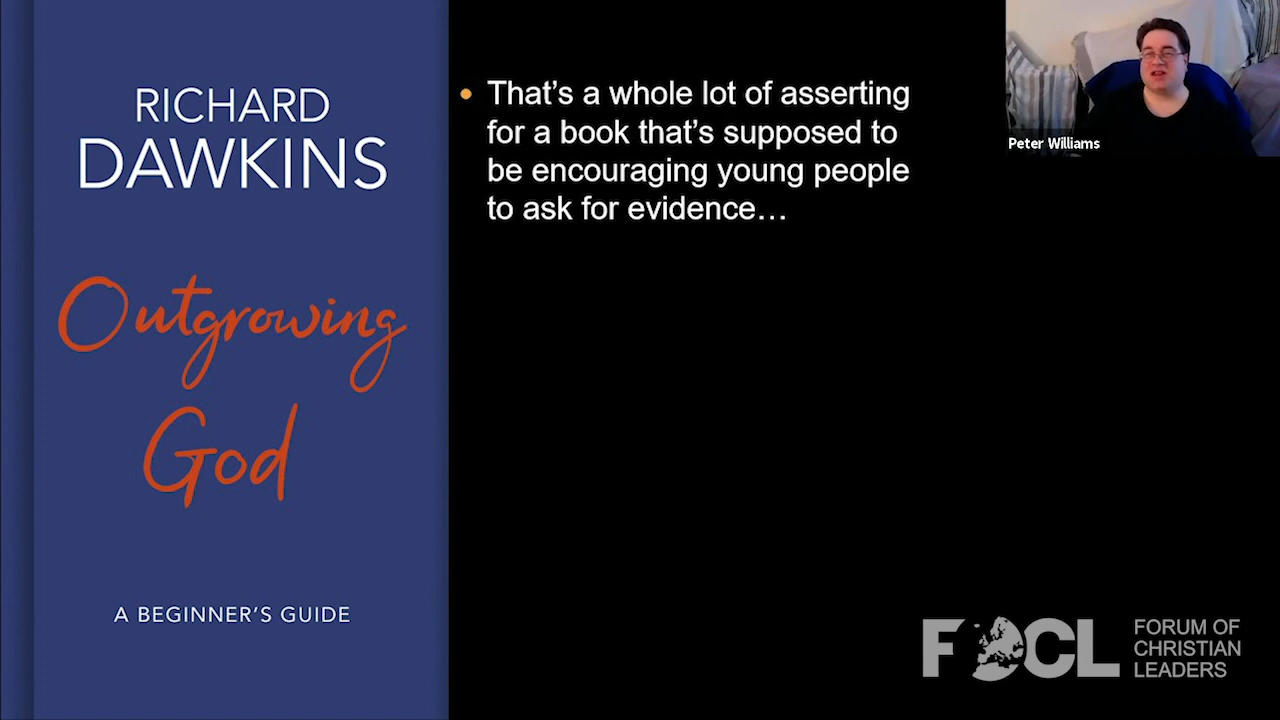 RICHARD
DAWKINS
Outgrowing
God
A BEGINNER'S GUIDE
• That's a whole lot of asserting
for a book that's supposed to
be encouraging young people
to ask for evidence…
Peter Williams
FOCL
FORUM OF
CHRISTIAN
LEADERS